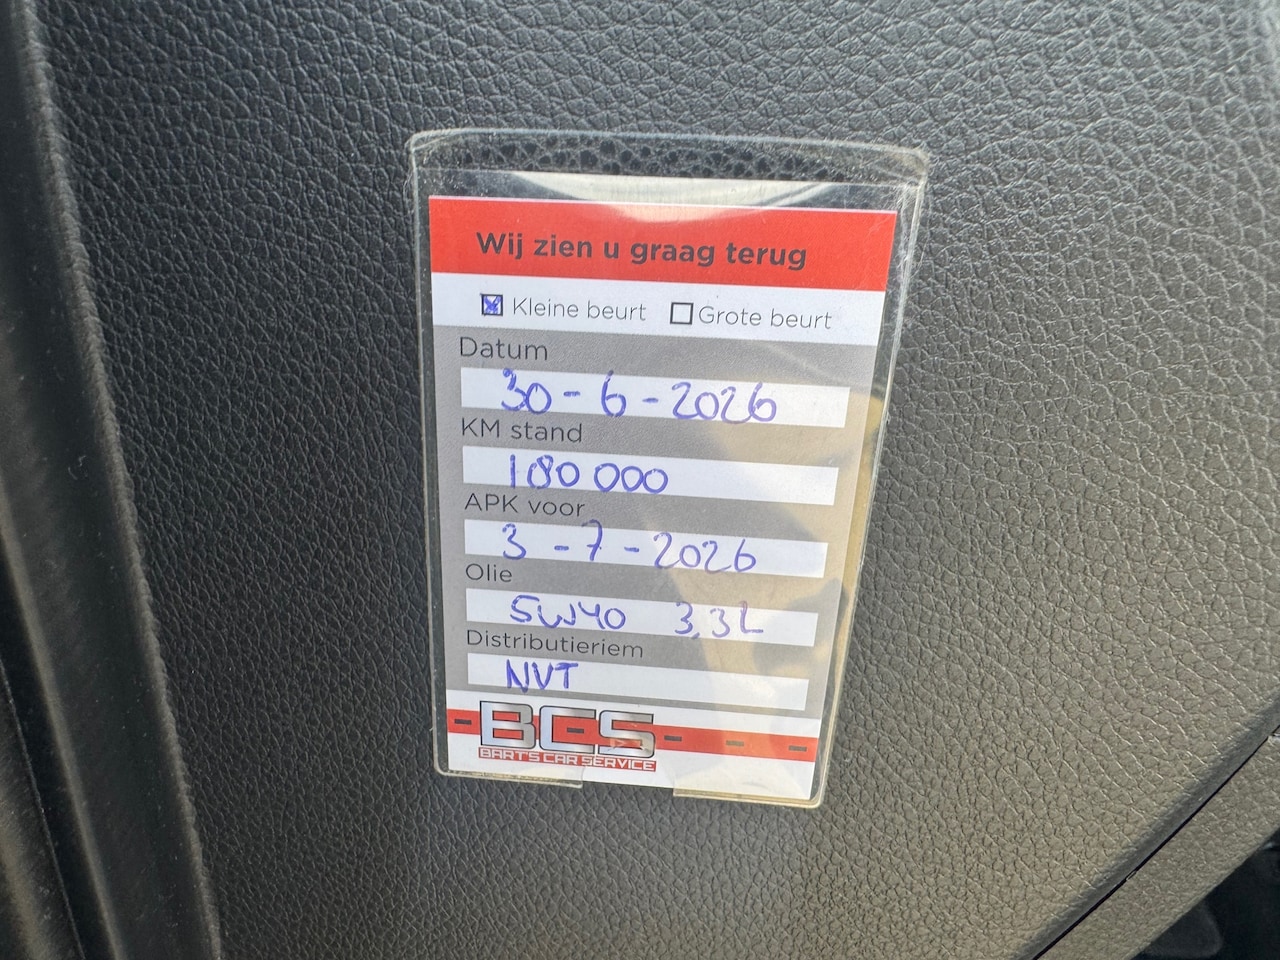 Wij zien u graag terug
Kleine beurt Grote beurt
Datum
30-6-2026
KM stand
180 000
APK voor
3-7-2026
Olie
5W40 3,3L
Distributieriem
NVT
BCS
BART'S CAR SERVICE